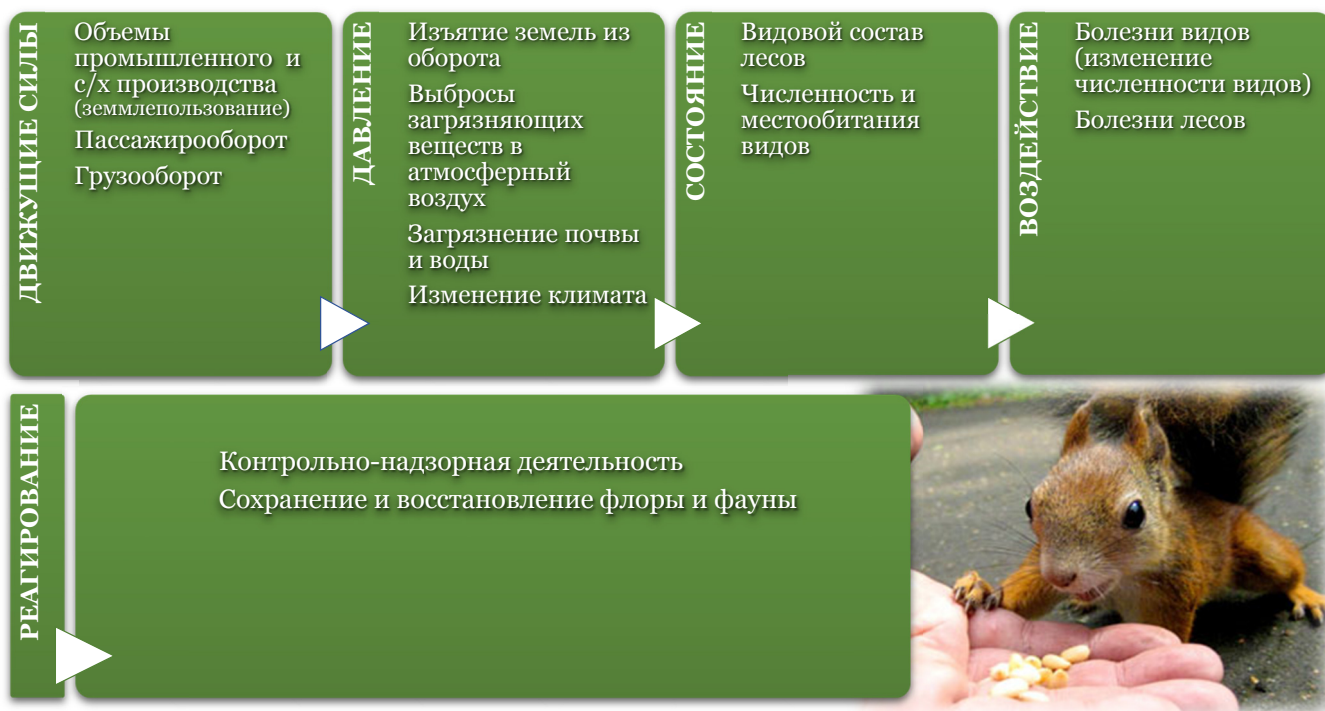 ДВИЖУЩИЕ СИЛЫ
Объемы
промышленного и
с/х производства
(земмлепользование)
Пассажирооборот
Грузооборот
ДАВЛЕНИЕ
Изъятие земель из
оборота
Выбросы
загрязняющих
веществ в
атмосферный
воздух
Загрязнение почвы
и воды
Изменение климата
СОСТОЯНИЕ
Видовой состав
лесов
Численность и
местообитания
видов
ВОЗДЕЙСТВИЕ
Болезни видов
(изменение
численности видов)
Болезни лесов
РЕАГИРОВАНИЕ
Контрольно-надзорная деятельность
Сохранение и восстановление флоры и фауны